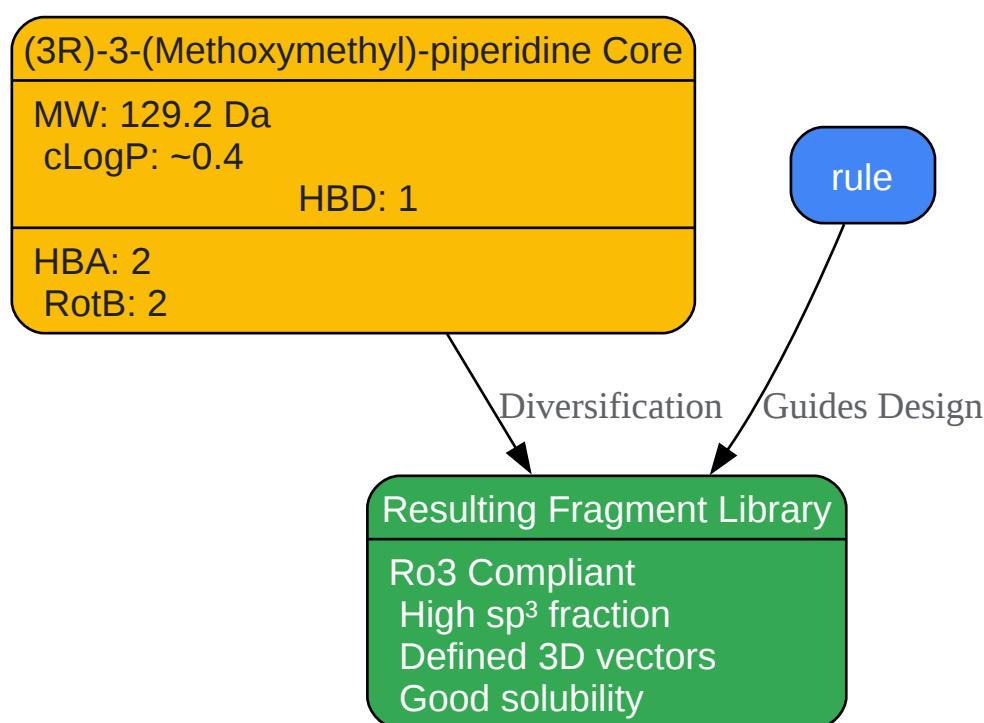 (3R)-3-(Methoxymethyl)-piperidine Core
MW: 129.2 Da
cLogP: ~0.4
HBD: 1
HBA: 2
RotB: 2
rule
Diversification
Guides Design
Resulting Fragment Library
Ro3 Compliant
High sp³ fraction
Defined 3D vectors
Good solubility